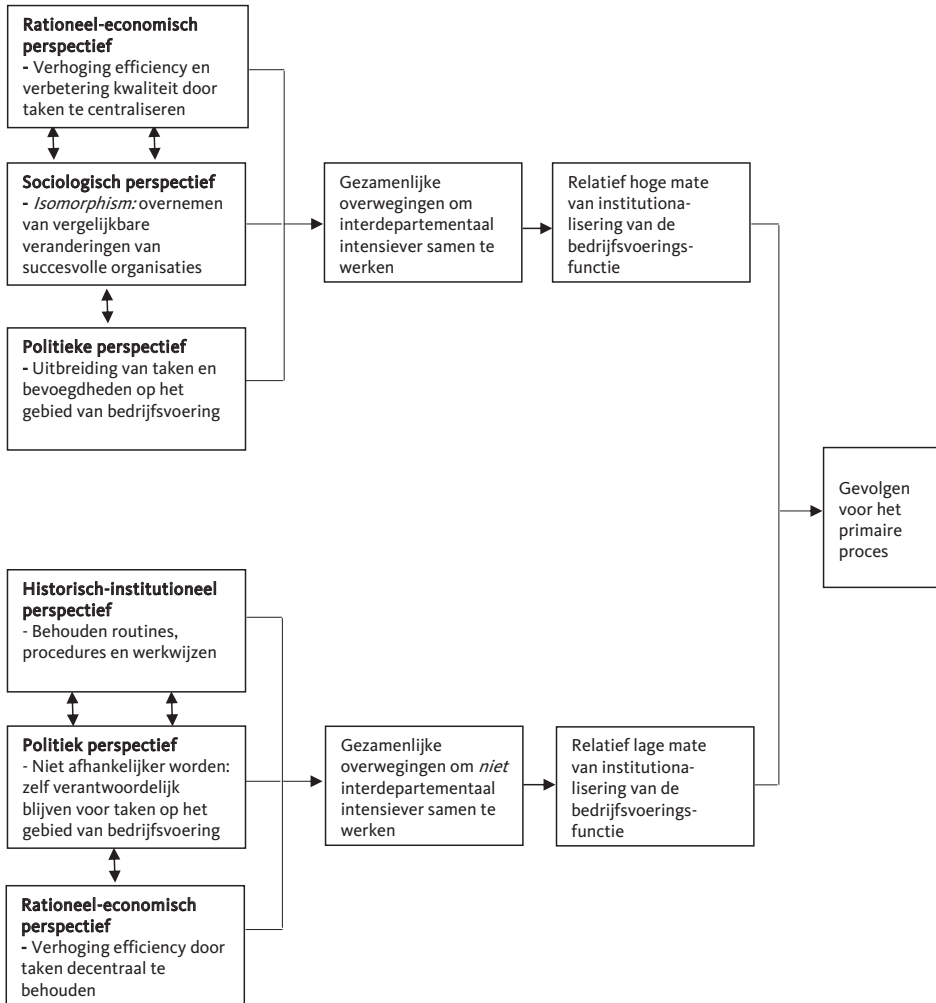 Rationeel-economisch
perspectief
- Verhoging efficiency en
verbetering kwaliteit door
taken te centraliseren
Sociologisch perspectief
- Isomorphism: overnemen
van vergelijkbare
veranderingen van
succesvolle organisaties
Politieke perspectief
- Uitbreiding van taken en
bevoegdheden op het
gebied van bedrijfsvoering
Gezamenlijke
overwegingen om
interdepartementaal
intensiever samen te
werken
Relatief hoge mate
van institutiona-
lisering van de
bedrijfsvoerings-
functie
Gevolgen
voor het
primaire
proces
Historisch-institutioneel
perspectief
- Behouden routines,
procedures en werkwijzen
Politiek perspectief
- Niet afhankelijker worden:
zelf verantwoordelijk
blijven voor taken op het
gebied van bedrijfsvoering
Rationeel-economisch
perspectief
- Verhoging efficiency door
taken decentraal te
behouden
Gezamenlijke
overwegingen om niet
interdepartementaal
intensiever samen te
werken
Relatief lage mate
van institutiona-
lisering van de
bedrijfsvoerings-
functie